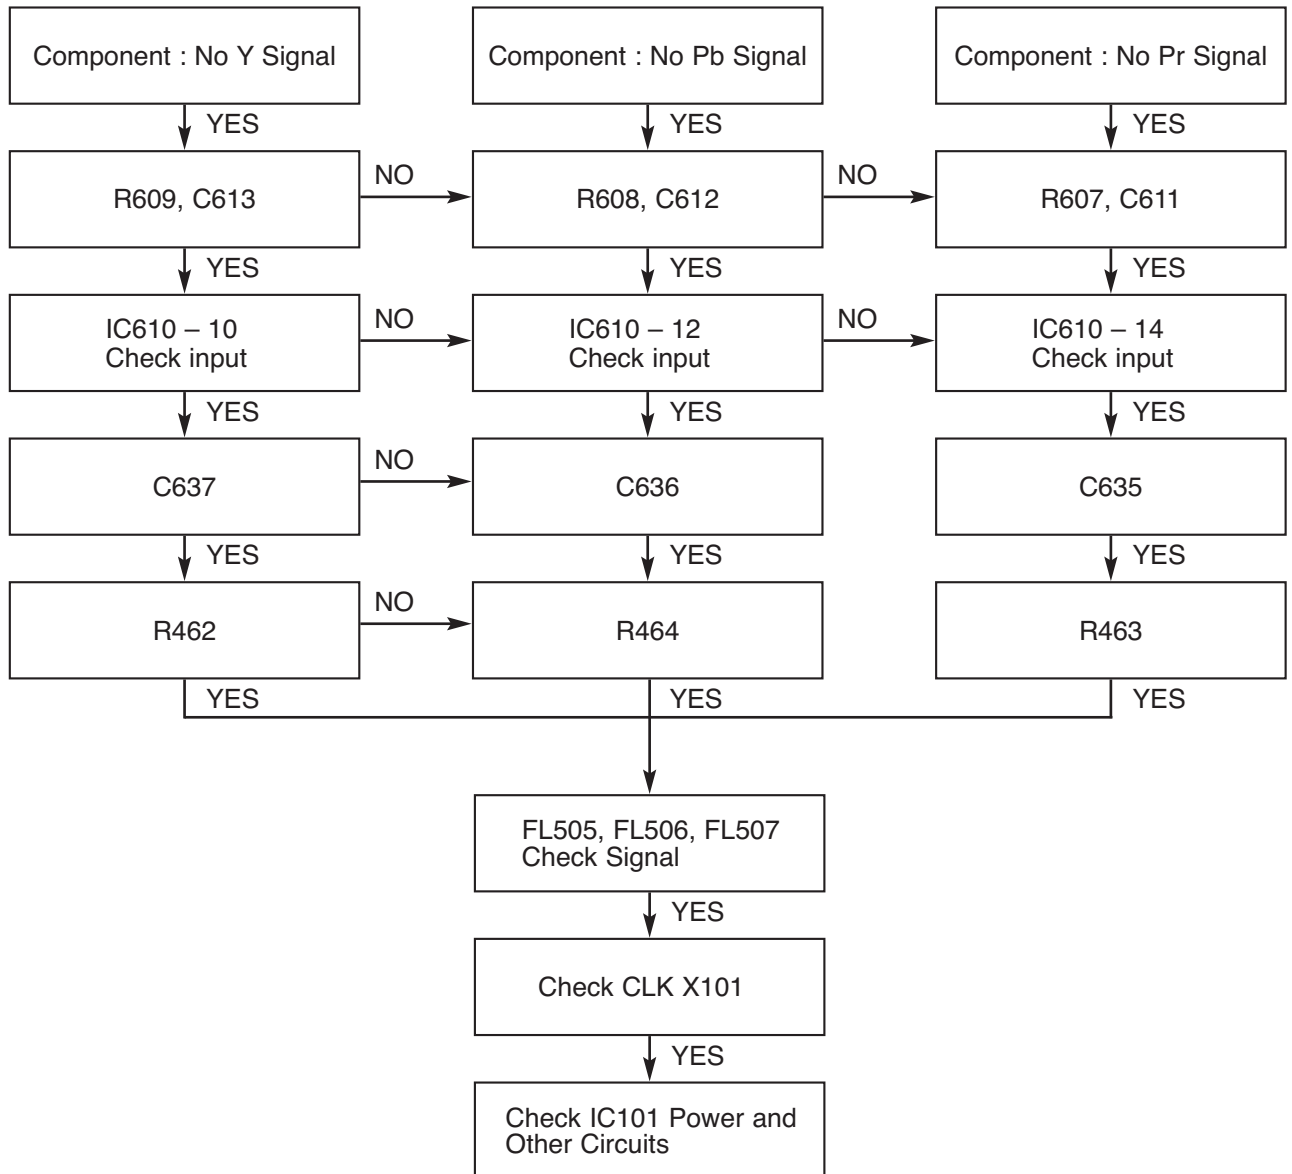 Component : No Y Signal
Component : No Pb Signal
Component : No Pr Signal
YES
YES
YES
R609, C613
NO
R608, C612
NO
R607, C611
YES
YES
YES
IC610 – 10
Check input
NO
IC610 – 12
Check input
NO
IC610 – 14
Check input
YES
YES
YES
C637
NO
C636
C635
YES
YES
YES
R462
NO
R464
R463
YES
YES
YES
FL505, FL506, FL507
Check Signal
YES
Check CLK X101
YES
Check IC101 Power and
Other Circuits